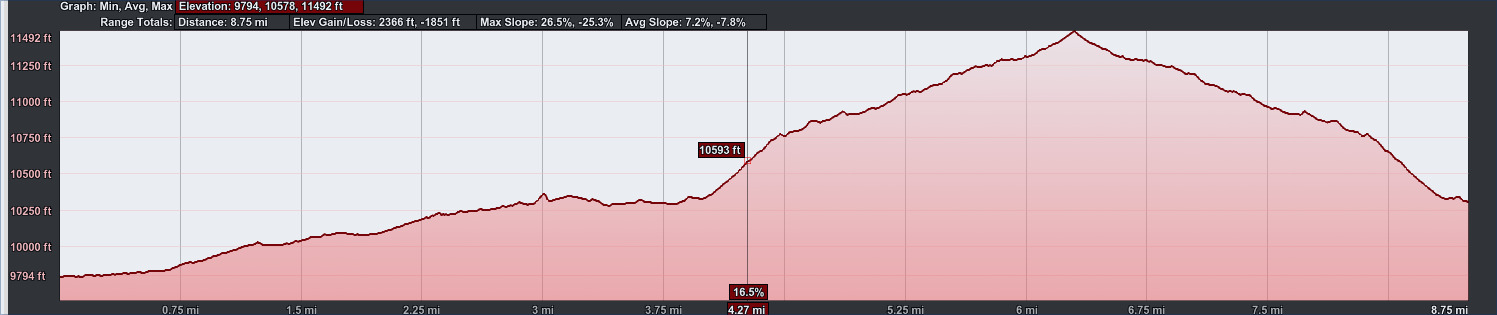 Graph: Min, Avg, Max Elevation: 9794, 10578, 11492 ft
Range Totals: Distance: 8.75 mi Elev Gain/Loss: 2366 ft, -1851 ft Max Slope: 26.5%, -25.3% Avg Slope: 7.2%, -7.8%
11492 ft
11250 ft
11000 ft
10750 ft
10593 ft
10500 ft
10250 ft
10000 ft
9794 ft
16.5%
0.75 mi 1.5 mi 2.25 mi 3 mi 3.75 mi 4.27 mi 5.25 mi 6 mi 6.75 mi 7.5 mi 8.75 mi